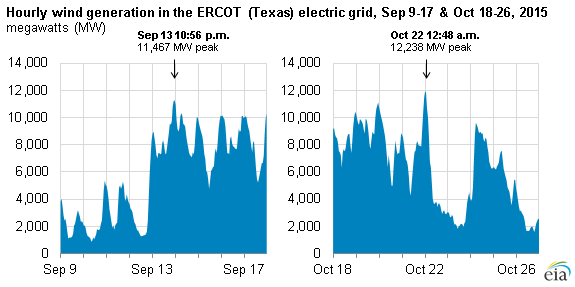 Hourly wind generation in the ERCOT (Texas) electric grid, Sep 9-17 & Oct 18-26, 2015
megawatts (MW)
Sep 13 10:56 p.m.
11,467 MW peak
Oct 22 12:48 a.m.
12,238 MW peak
14,000
12,000
10,000
8,000
6,000
4,000
2,000
0
Sep 9
Sep 13
Sep 17
14,000
12,000
10,000
8,000
6,000
4,000
2,000
0
Oct 18
Oct 22
Oct 26
eia